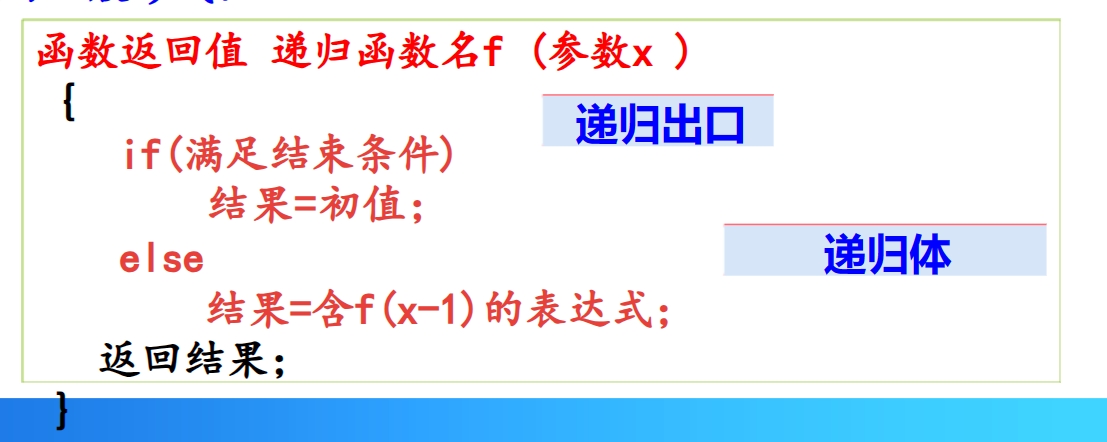 函数返回值 递归函数名f (参数x )
{
递归出口
if(满足结束条件)
结果=初值;
递归体
else
结果=含f(x-1)的表达式;
返回结果;
}